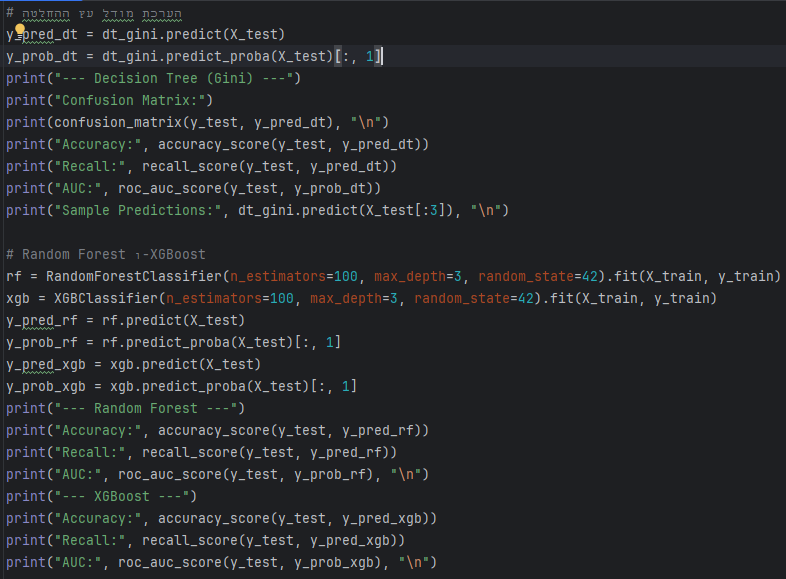 # הערכת מודל עץ ההחלטה
y_pred_dt = dt_gini.predict(X_test)
y_prob_dt = dt_gini.predict_proba(X_test)[:, 1]
print("--- Decision Tree (Gini) ---")
print("Confusion Matrix:")
print(confusion_matrix(y_test, y_pred_dt), "\n")
print("Accuracy:", accuracy_score(y_test, y_pred_dt))
print("Recall:", recall_score(y_test, y_pred_dt))
print("AUC:", roc_auc_score(y_test, y_prob_dt))
print("Sample Predictions:", dt_gini.predict(X_test[:3]), "\n")
# Random Forest ו-XGBoost
rf = RandomForestClassifier(n_estimators=100, max_depth=3, random_state=42).fit(X_train, y_train)
xgb = XGBClassifier(n_estimators=100, max_depth=3, random_state=42).fit(X_train, y_train)
y_pred_rf = rf.predict(X_test)
y_prob_rf = rf.predict_proba(X_test)[:, 1]
y_pred_xgb = xgb.predict(X_test)
y_prob_xgb = xgb.predict_proba(X_test)[:, 1]
print("--- Random Forest ---")
print("Accuracy:", accuracy_score(y_test, y_pred_rf))
print("Recall:", recall_score(y_test, y_pred_rf))
print("AUC:", roc_auc_score(y_test, y_prob_rf), "\n")
print("--- XGBoost ---")
print("Accuracy:", accuracy_score(y_test, y_pred_xgb))
print("Recall:", recall_score(y_test, y_pred_xgb))
print("AUC:", roc_auc_score(y_test, y_prob_xgb), "\n")